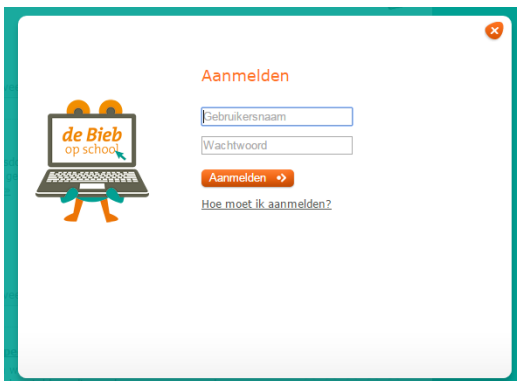 Aanmelden
de Bieb
op school
Gebruikersnaam
Wachtwoord
Aanmelden
Hoe moet ik aanmelden?